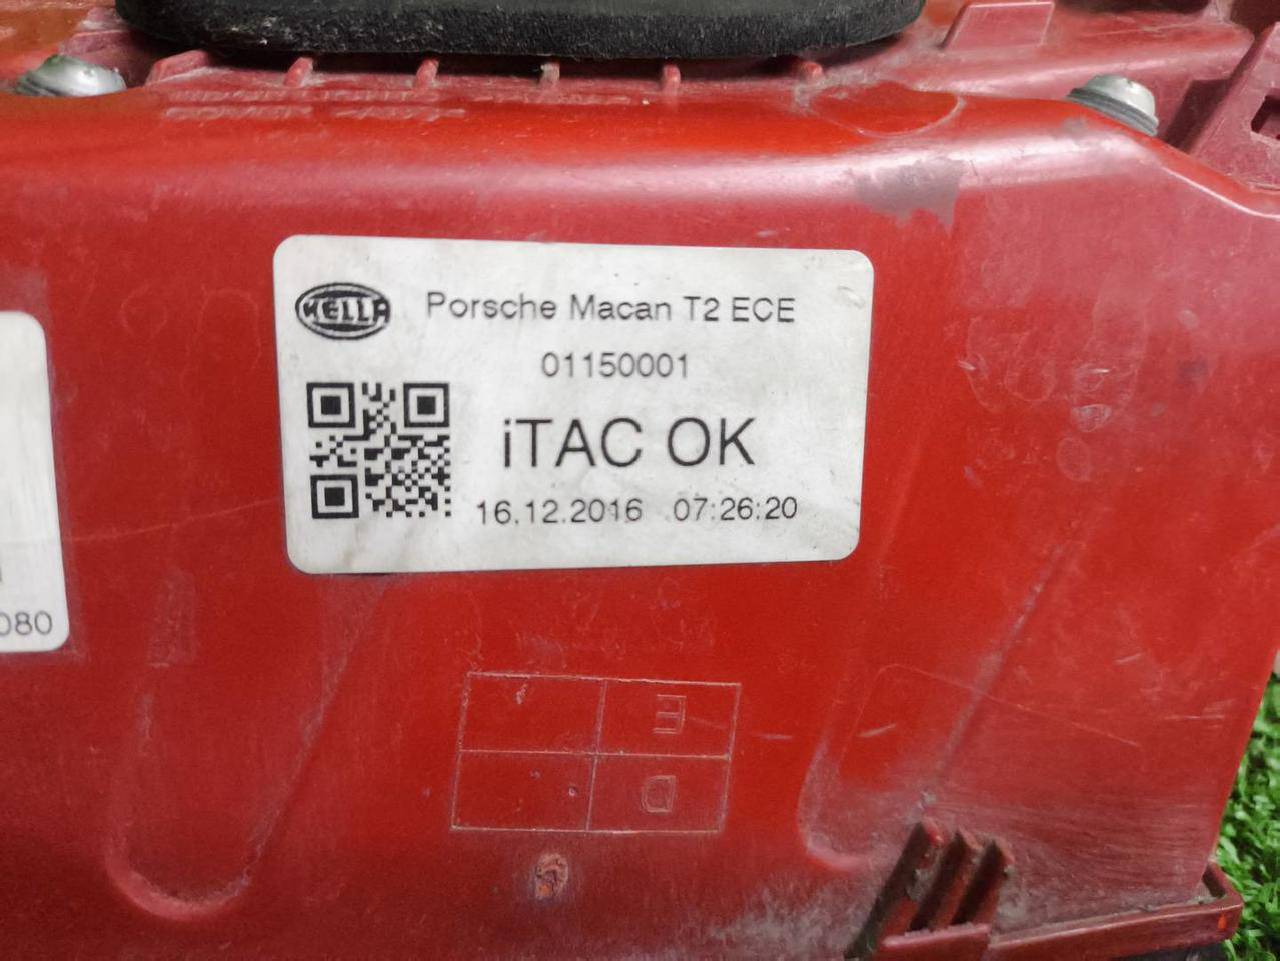 HELLA
Porsche Macan T2 ECE
01150001
iTAC OK
16.12.2016 07:26:20
080
E
D